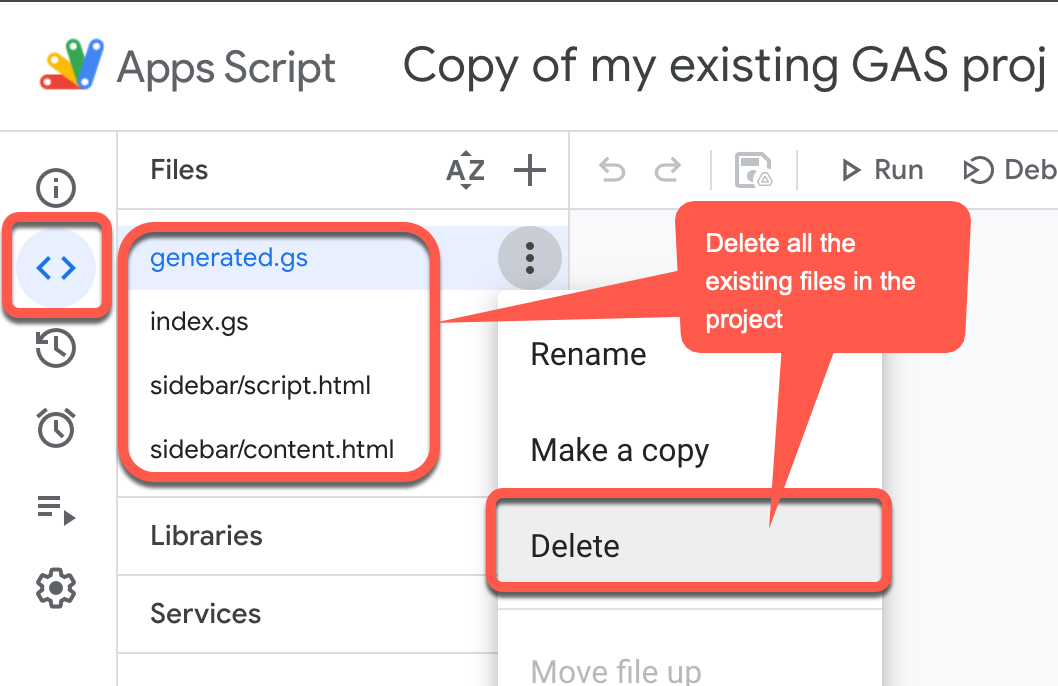 Apps Script
Copy of my existing GAS proj
Files
AZ
Run
Deb
generated.gs
index.gs
sidebar/script.html
sidebar/content.html
Libraries
Services
Delete all the
existing files in the
project
Rename
Make a copy
Delete
Move file up